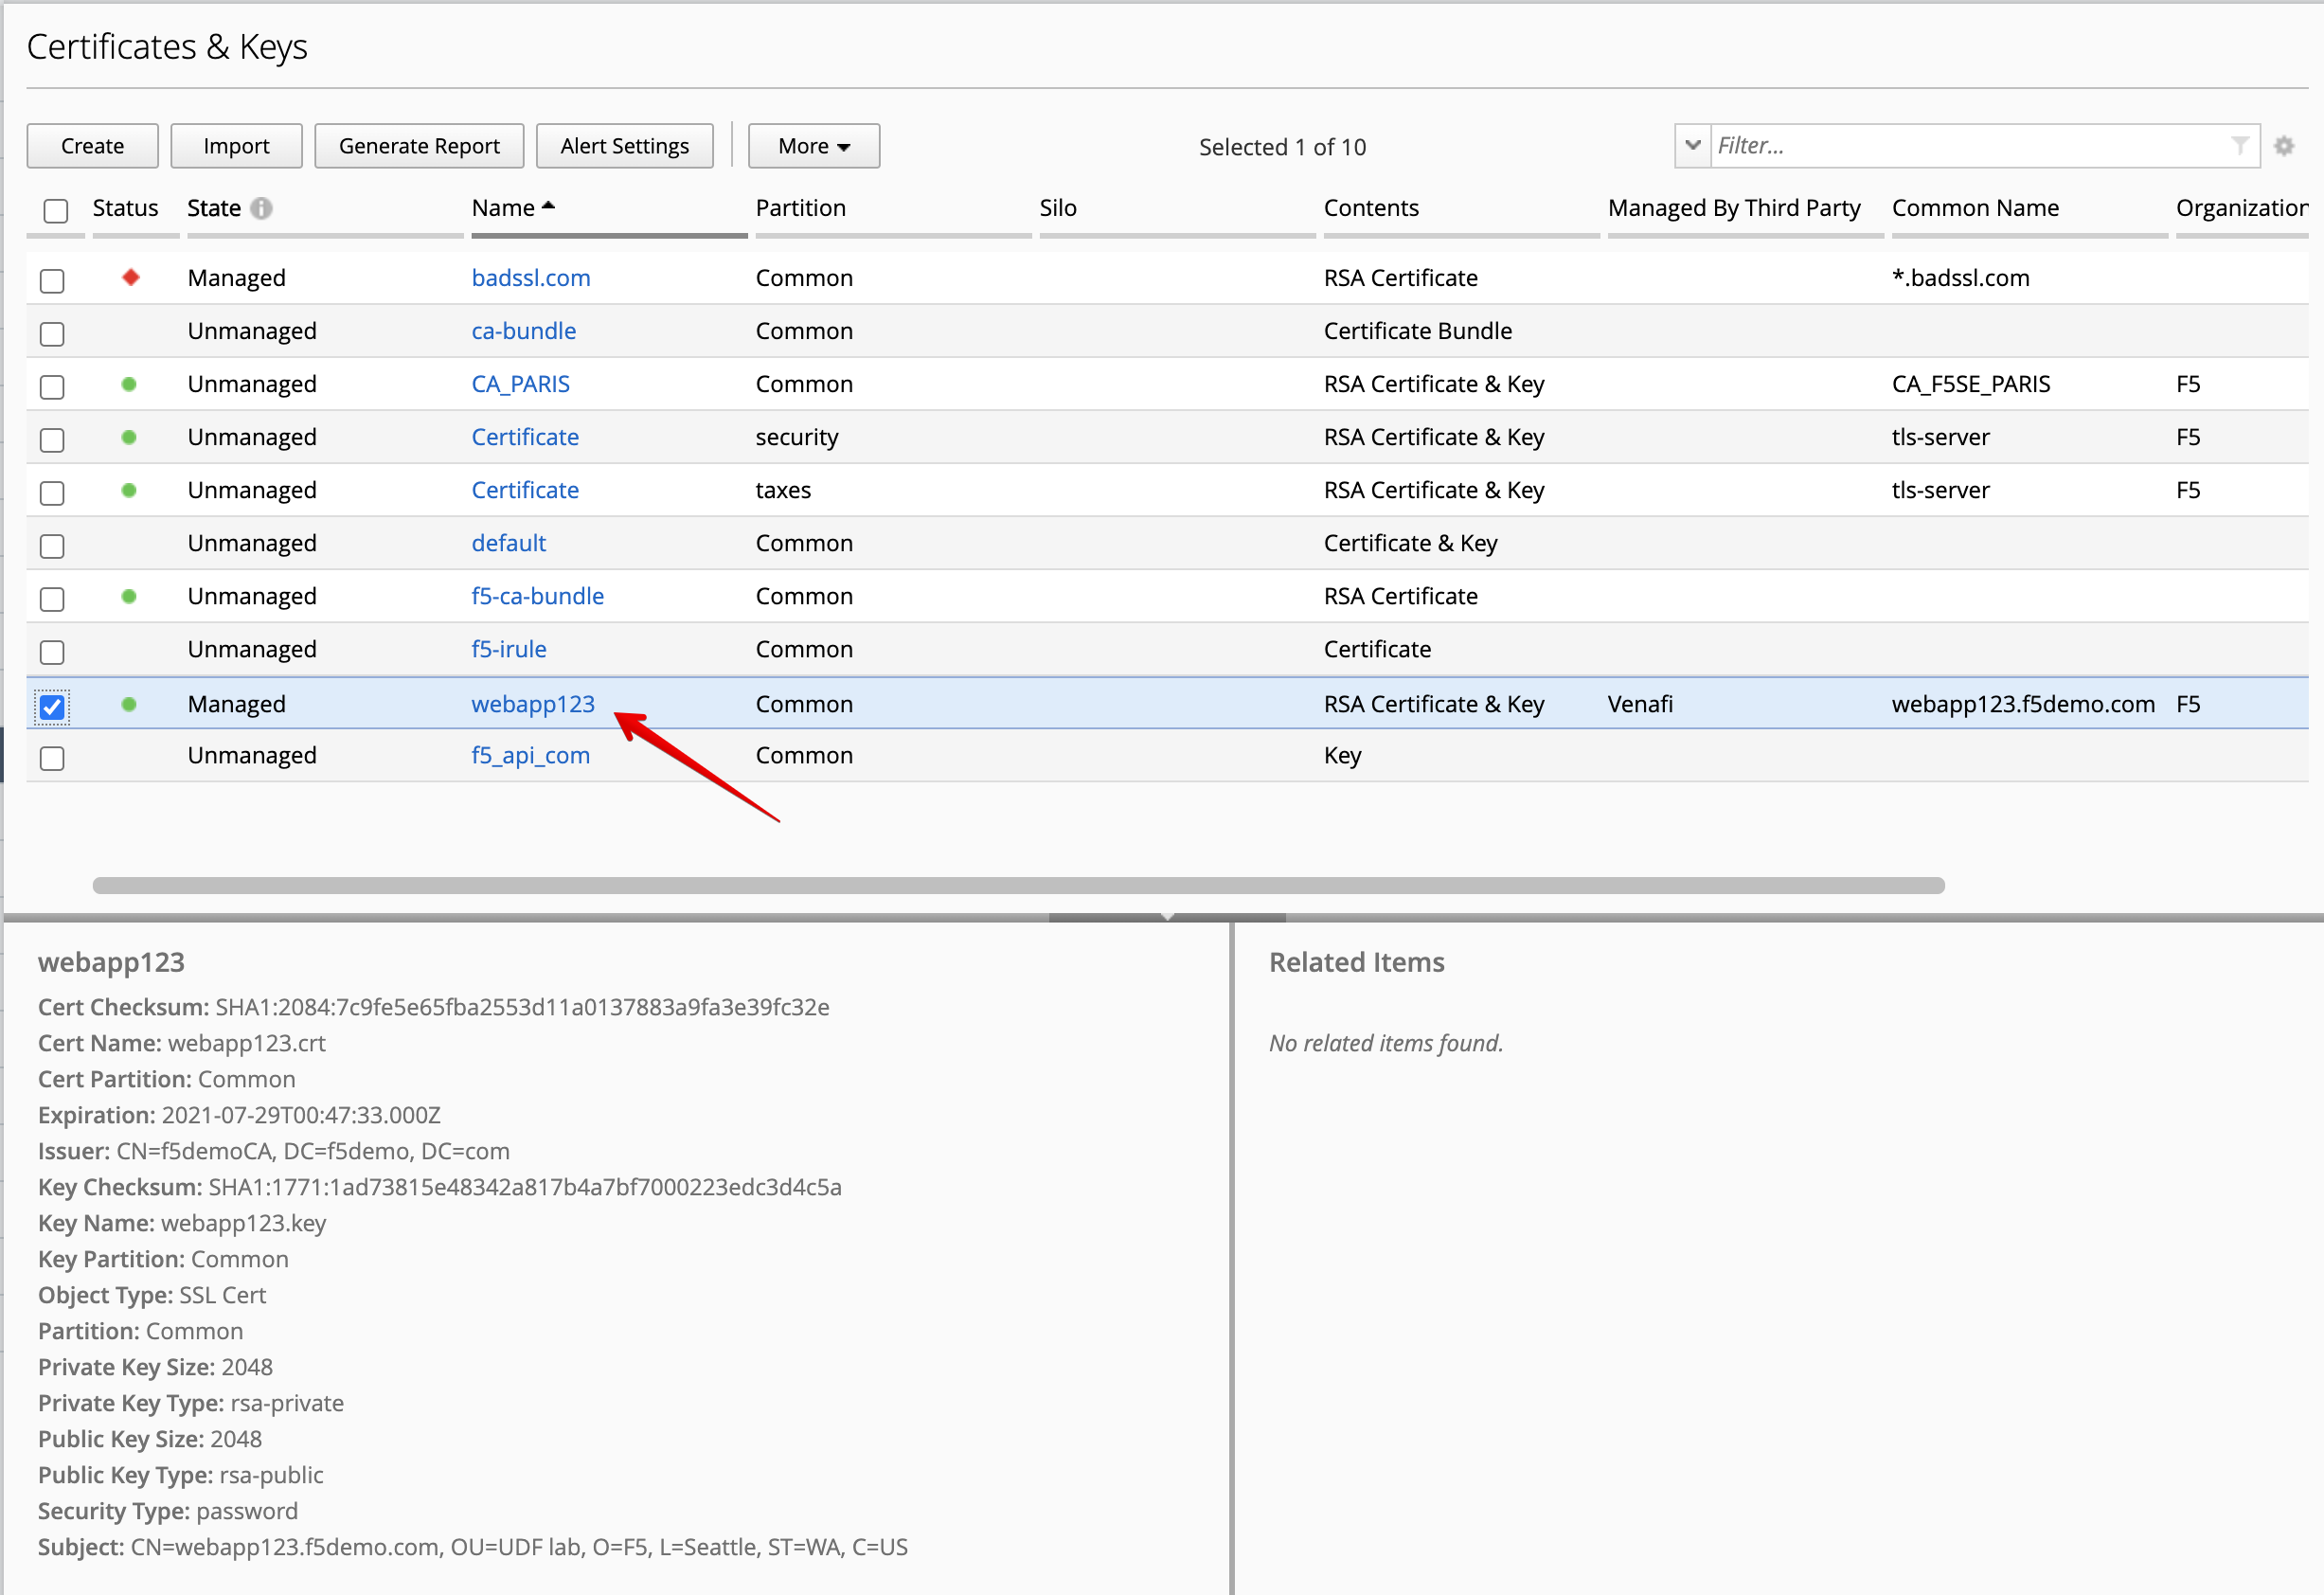 Certificates & Keys
Create Import Generate Report Alert Settings More Selected 1 of 10 Filter...
Status State Name Partition Silo Contents Managed By Third Party Common Name Organization
Managed badssl.com Common RSA Certificate *.badssl.com
Unmanaged ca-bundle Common Certificate Bundle
Unmanaged CA_PARIS Common RSA Certificate & Key CA_F5SE_PARIS F5
Unmanaged Certificate security RSA Certificate & Key tls-server F5
Unmanaged Certificate taxes RSA Certificate & Key tls-server F5
Unmanaged default Common Certificate & Key
Unmanaged f5-ca-bundle Common RSA Certificate
Unmanaged f5-irule Common Certificate
Managed webapp123 Common RSA Certificate & Key Venafi webapp123.f5demo.com F5
Unmanaged f5_api_com Common Key
webapp123
Cert Checksum: SHA1:2084:7c9fe5e65fba2553d11a0137883a9fa3e39fc32e
Cert Name: webapp123.crt
Cert Partition: Common
Expiration: 2021-07-29T00:47:33.000Z
Issuer: CN=f5demoCA, DC=f5demo, DC=com
Key Checksum: SHA1:1771:1ad73815e48342a817b4a7bf7000223edc3d4c5a
Key Name: webapp123.key
Key Partition: Common
Object Type: SSL Cert
Partition: Common
Private Key Size: 2048
Private Key Type: rsa-private
Public Key Size: 2048
Public Key Type: rsa-public
Security Type: password
Subject: CN=webapp123.f5demo.com, OU=UDF lab, O=F5, L=Seattle, ST=WA, C=US
Related Items
No related items found.